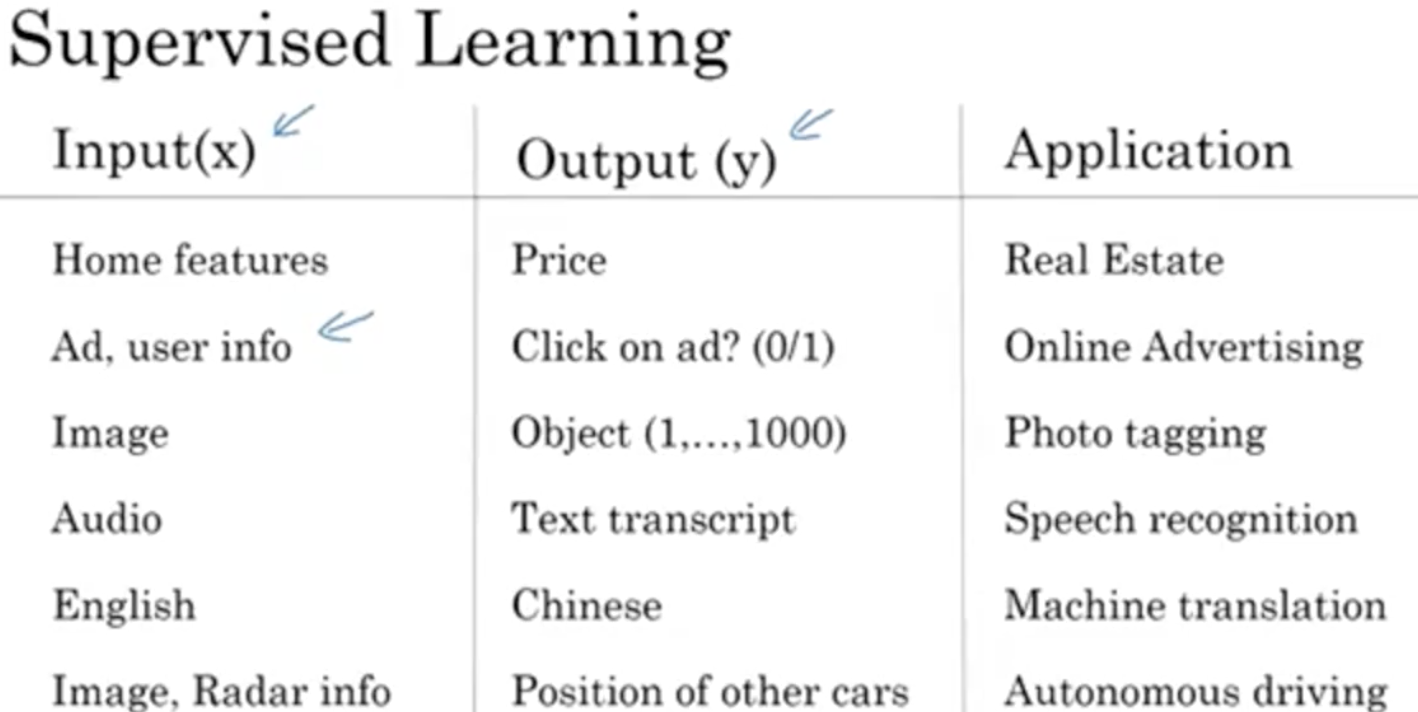 Supervised Learning
Input(x) Output (y) Application
Home features Price Real Estate
Ad, user info Click on ad? (0/1) Online Advertising
Image Object (1,...,1000) Photo tagging
Audio Text transcript Speech recognition
English Chinese Machine translation
Image, Radar info Position of other cars Autonomous driving